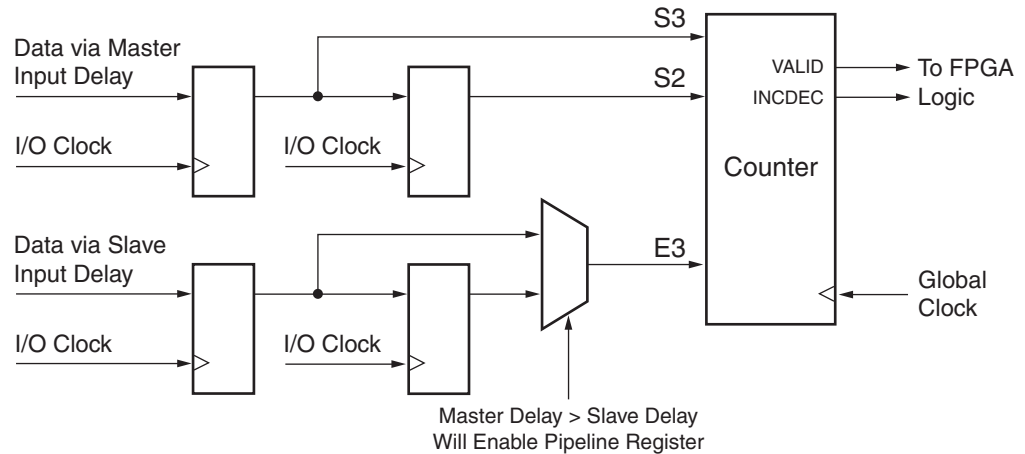 S3
Data via Master
Input Delay
VALID
To FPGA
S2
INCDEC
Logic
I/O Clock
I/O Clock
Counter
Data via Slave
Input Delay
E3
Global
Clock
I/O Clock
I/O Clock
Master Delay > Slave Delay
Will Enable Pipeline Register